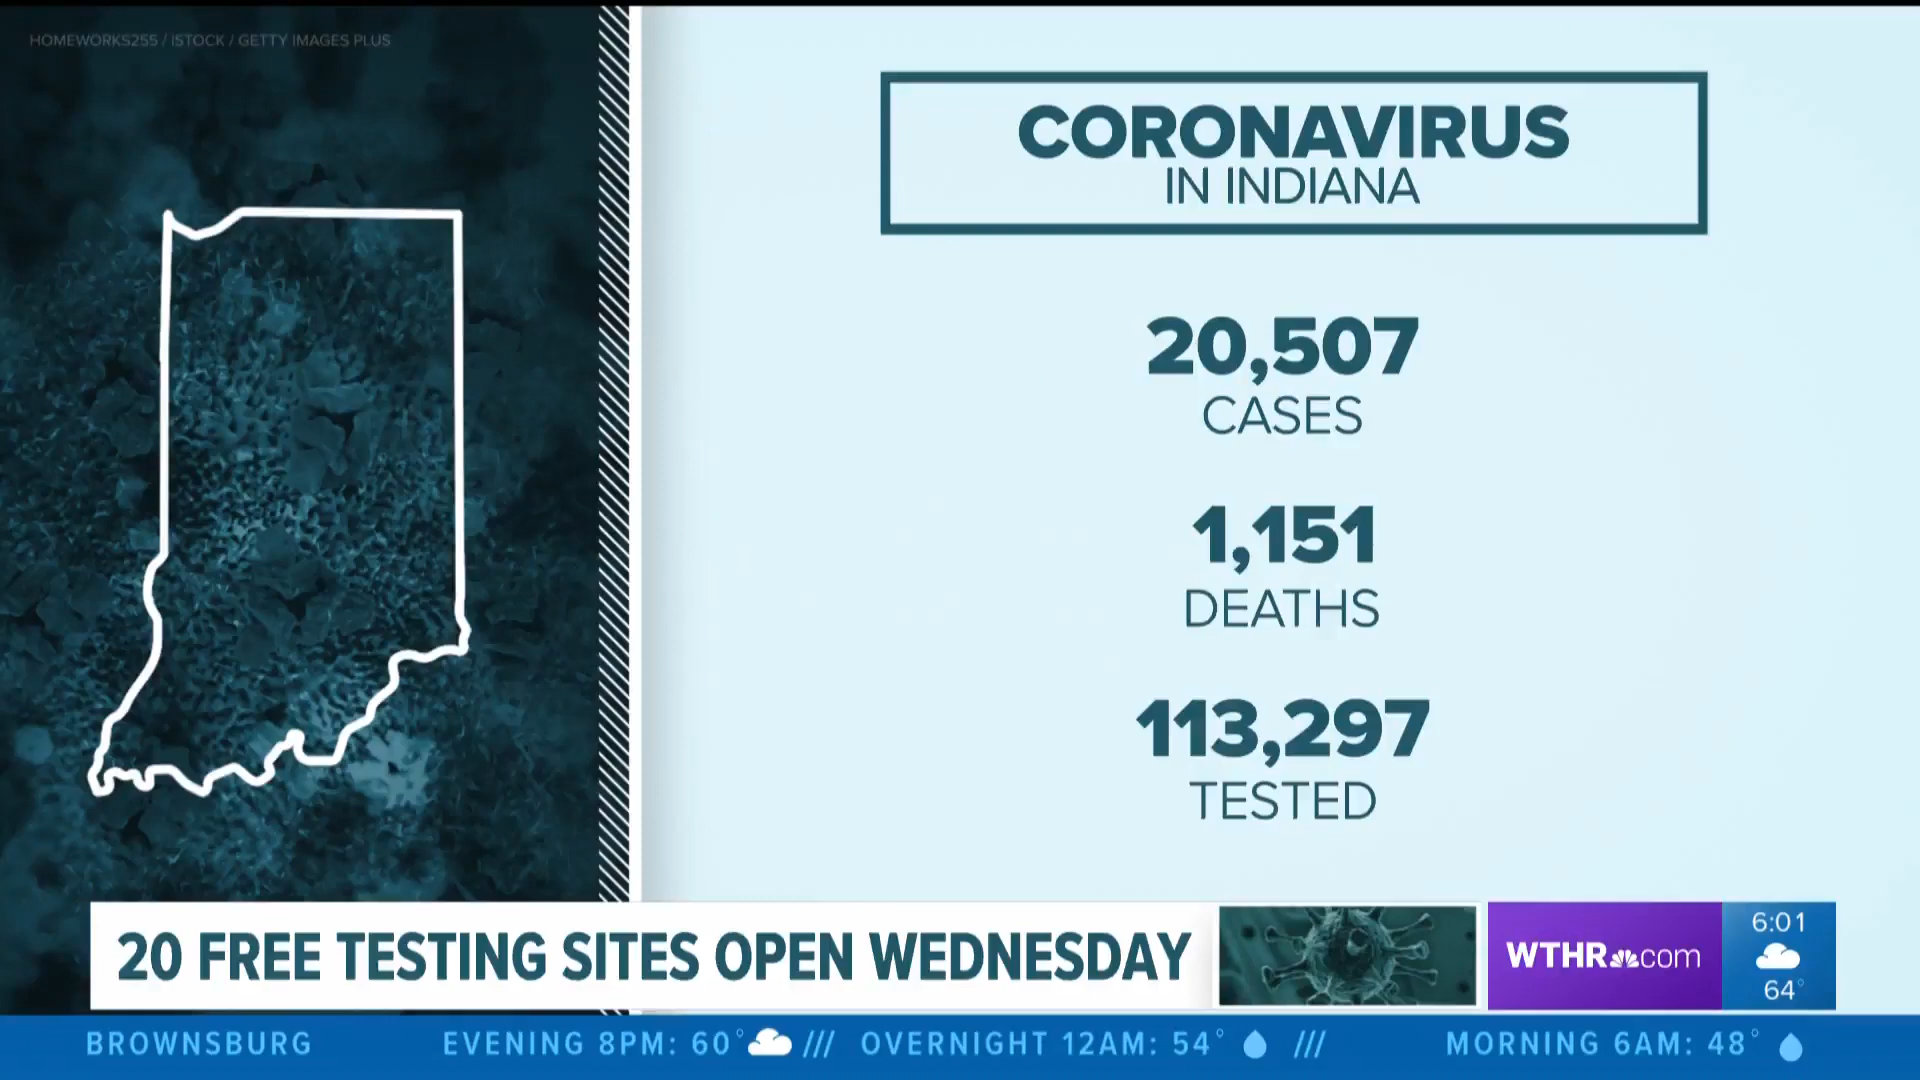 HOMEWORKS255 / ISTOCK / GETTY IMAGES PLUS
CORONAVIRUS
IN INDIANA
20,507
CASES
1,151
DEATHS
113,297
TESTED
20 FREE TESTING SITES OPEN WEDNESDAY
WTHR.com
6:01
64°
BROWNSBURG EVENING 8PM: 60° /// OVERNIGHT 12AM: 54° /// MORNING 6AM: 48°